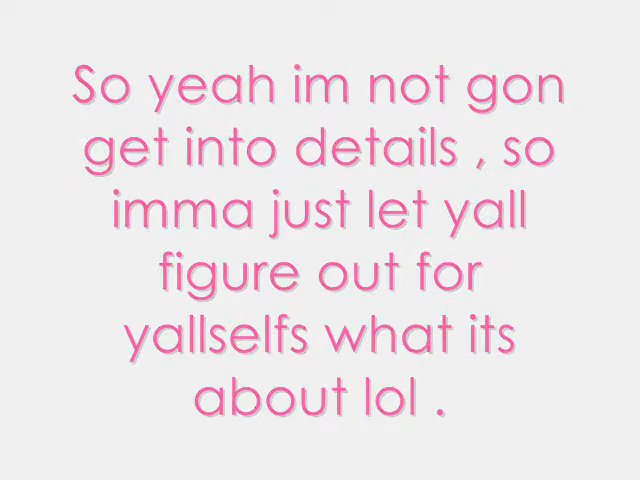 So yeah im not gon
get into details , so
imma just let yall
figure out for
yallselfs what its
about lol .